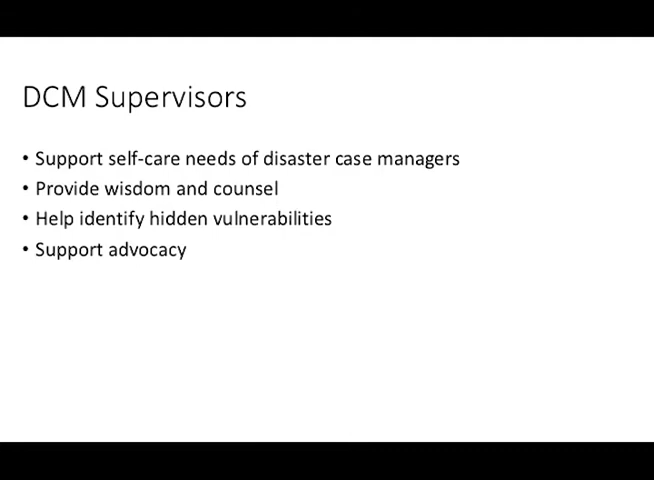 DCM Supervisors
• Support self-care needs of disaster case managers
• Provide wisdom and counsel
• Help identify hidden vulnerabilities
• Support advocacy